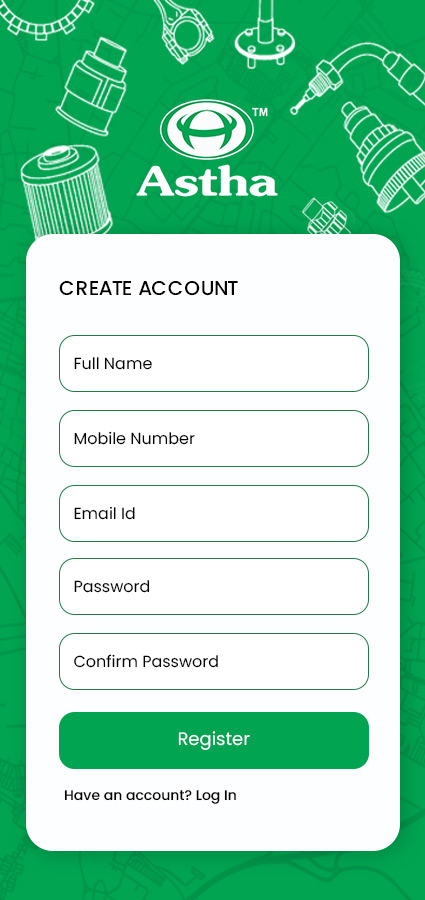 TM
Astha
CREATE ACCOUNT
Full Name
Mobile Number
Email Id
Password
Confirm Password
Register
Have an account? Log In